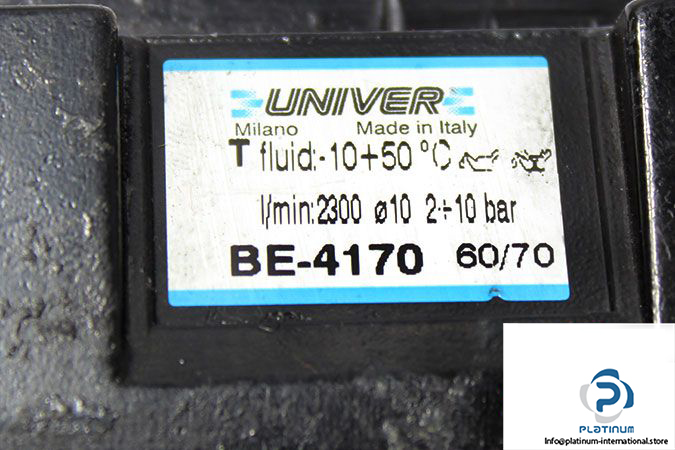 UNIVER
Milano Made in Italy
T fluid:-10+50 °C
l/min:2300 ø10 2÷10 bar
BE-4170 60/70
PLATINUM
Info@platinum-international.store